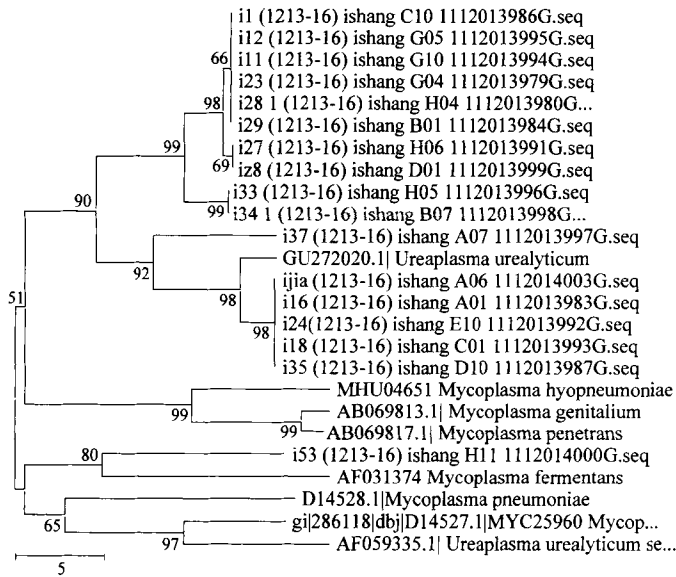 i1 (1213-16) ishang C10 1112013986G.seq
i12 (1213-16) ishang G05 1112013995G.seq
66
i11 (1213-16) ishang G10 1112013994G.seq
i23 (1213-16) ishang G04 1112013979G.seq
98
i28 1 (1213-16) ishang H04 1112013980G...
i29 (1213-16) ishang B01 1112013984G.seq
99
i27 (1213-16) ishang H06 1112013991G.seq
69
iz8 (1213-16) ishang D01 1112013999G.seq
90
i33 (1213-16) ishang H05 1112013996G.seq
99
i34 1 (1213-16) ishang B07 1112013998G...
i37 (1213-16) ishang A07 1112013997G.seq
92
GU272020.1| Ureaplasma urealyticum
51
98
ijia (1213-16) ishang A06 1112014003G.seq
i16 (1213-16) ishang A01 1112013983G.seq
98
i24(1213-16) ishang E10 1112013992G.seq
i18 (1213-16) ishang C01 1112013993G.seq
i35 (1213-16) ishang D10 1112013987G.seq
MHU04651 Mycoplasma hyopneumoniae
99
AB069813.1| Mycoplasma genitalium
99
AB069817.1| Mycoplasma penetrans
80
i53 (1213-16) ishang H11 1112014000G.seq
AF031374 Mycoplasma fermentans
D14528.1|Mycoplasma pneumoniae
65
gi|286118|dbj|D14527.1|MYC25960 Mycop...
97
AF059335.1| Ureaplasma urealyticum se...
5